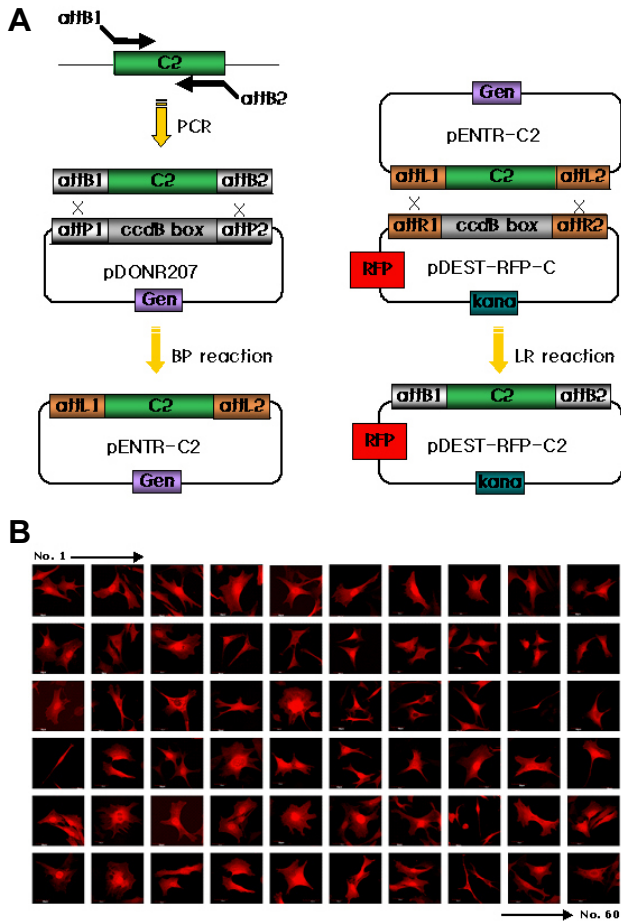 A
attB1
C2
attB2
PCR
attB1 C2 attB2
attP1 ccdB box attP2
pDONR207
Gen
BP reaction
attL1 C2 attL2
pENTR-C2
Gen
Gen
pENTR-C2
attL1 C2 attL2
attR1 ccdB box attR2
RFP
pDEST-RFP-C
kana
LR reaction
attB1 C2 attB2
RFP
pDEST-RFP-C2
kana
B
No. 1
No. 60